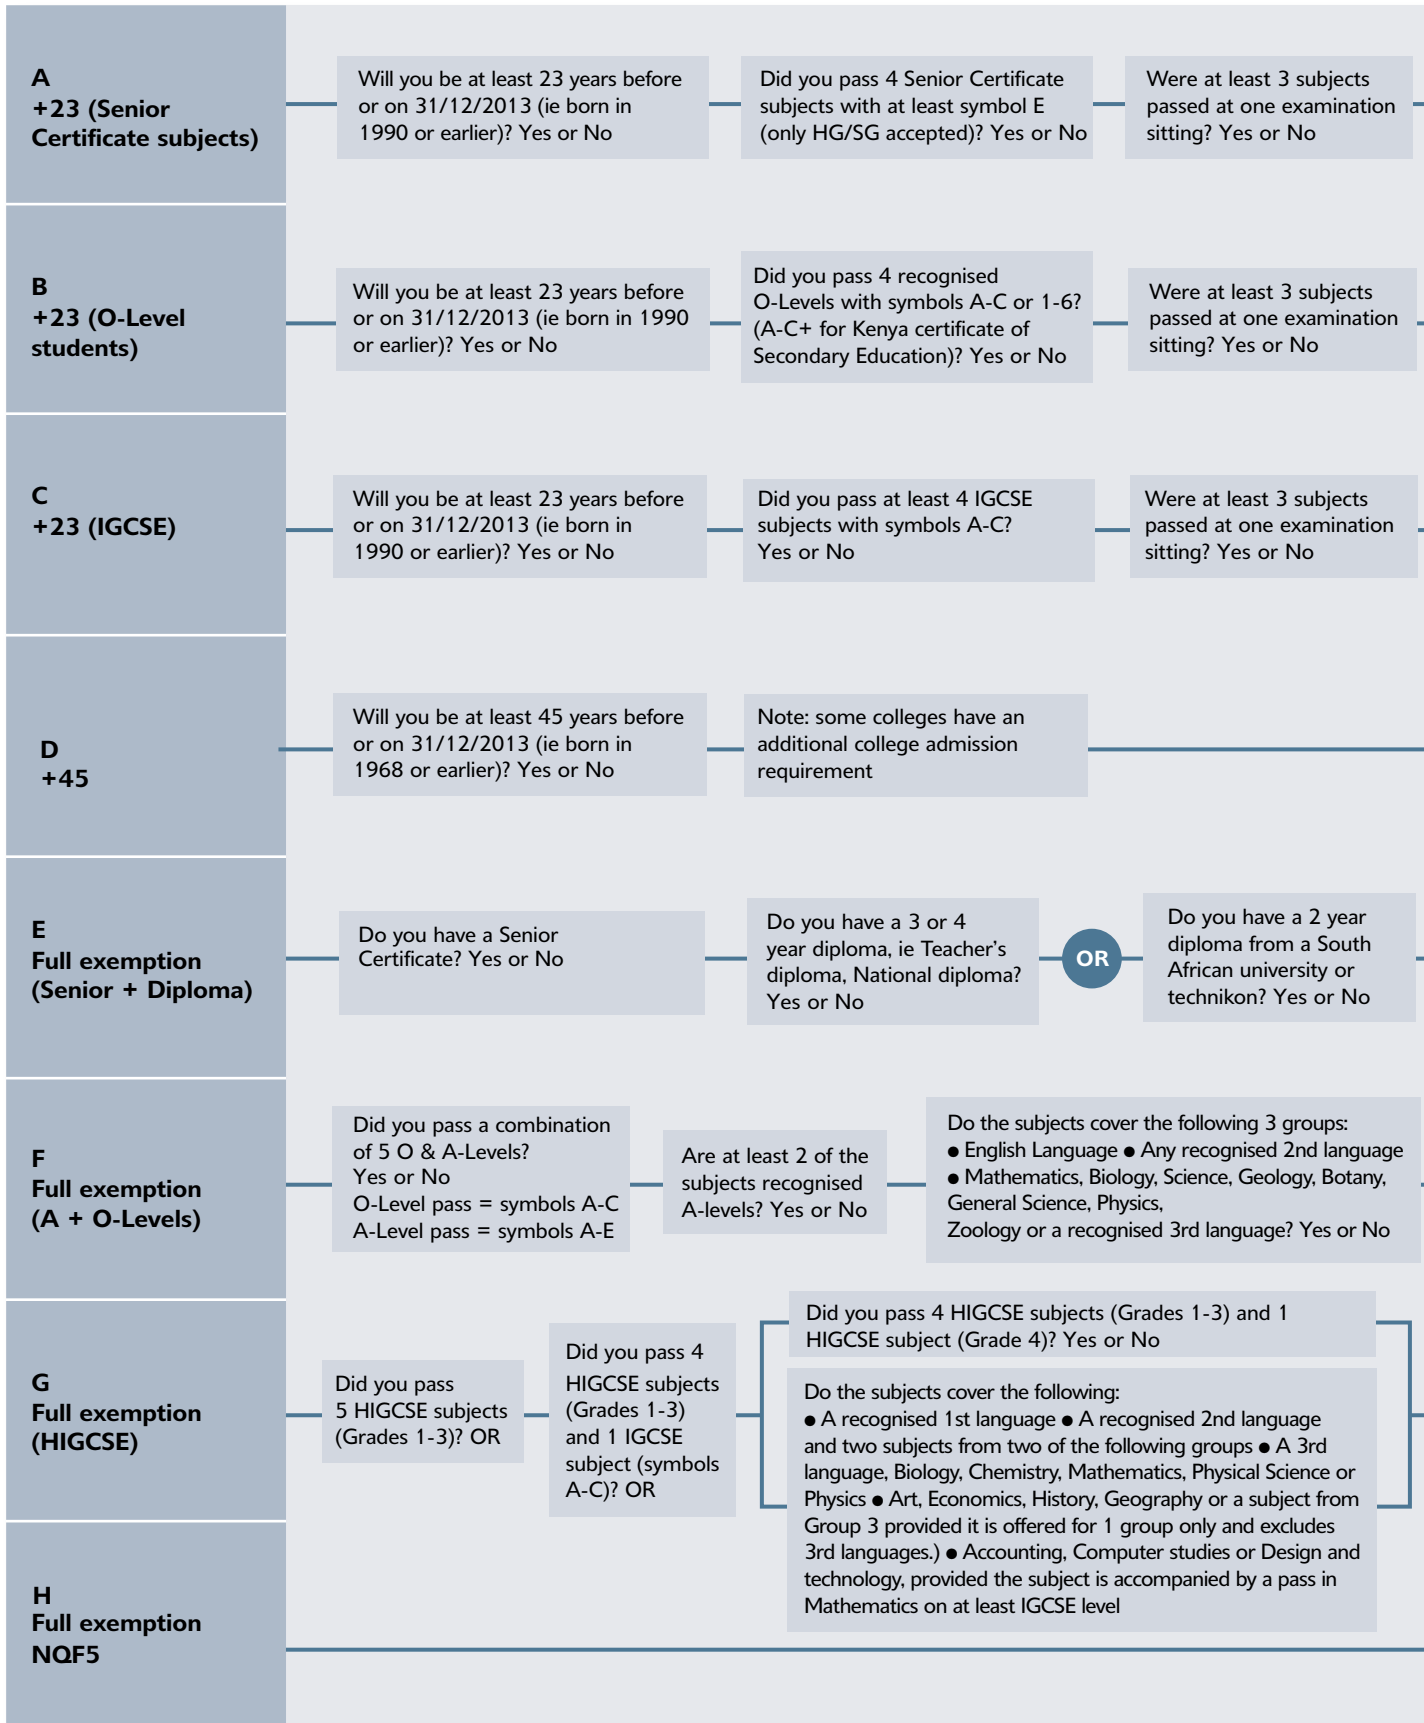 A
+23 (Senior
Certificate subjects)
Will you be at least 23 years before
or on 31/12/2013 (ie born in
1990 or earlier)? Yes or No
Did you pass 4 Senior Certificate
subjects with at least symbol E
(only HG/SG accepted)? Yes or No
Were at least 3 subjects
passed at one examination
sitting? Yes or No
B
+23 (O-Level
students)
Will you be at least 23 years before
or on 31/12/2013 (ie born in 1990
or earlier)? Yes or No
Did you pass 4 recognised
O-Levels with symbols A-C or 1-6?
(A-C+ for Kenya certificate of
Secondary Education)? Yes or No
Were at least 3 subjects
passed at one examination
sitting? Yes or No
C
+23 (IGCSE)
Will you be at least 23 years before
or on 31/12/2013 (ie born in
1990 or earlier)? Yes or No
Did you pass at least 4 IGCSE
subjects with symbols A-C?
Yes or No
Were at least 3 subjects
passed at one examination
sitting? Yes or No
D
+45
Will you be at least 45 years before
or on 31/12/2013 (ie born in
1968 or earlier)? Yes or No
Note: some colleges have an
additional college admission
requirement
E
Full exemption
(Senior + Diploma)
Do you have a Senior
Certificate? Yes or No
Do you have a 3 or 4
year diploma, ie Teacher's
diploma, National diploma?
Yes or No
OR
Do you have a 2 year
diploma from a South
African university or
technikon? Yes or No
F
Full exemption
(A + O-Levels)
Did you pass a combination
of 5 O & A-Levels?
Yes or No
O-Level pass = symbols A-C
A-Level pass = symbols A-E
Are at least 2 of the
subjects recognised
A-levels? Yes or No
Do the subjects cover the following 3 groups:
● English Language ● Any recognised 2nd language
● Mathematics, Biology, Science, Geology, Botany,
General Science, Physics,
Zoology or a recognised 3rd language? Yes or No
G
Full exemption
(HIGCSE)
Did you pass
5 HIGCSE subjects
(Grades 1-3)? OR
Did you pass 4
HIGCSE subjects
(Grades 1-3)
and 1 IGCSE
subject (symbols
A-C)? OR
Did you pass 4 HIGCSE subjects (Grades 1-3) and 1
HIGCSE subject (Grade 4)? Yes or No
Do the subjects cover the following:
● A recognised 1st language ● A recognised 2nd language
and two subjects from two of the following groups ● A 3rd
language, Biology, Chemistry, Mathematics, Physical Science or
Physics ● Art, Economics, History, Geography or a subject from
Group 3 provided it is offered for 1 group only and excludes
3rd languages.) ● Accounting, Computer studies or Design and
technology, provided the subject is accompanied by a pass in
Mathematics on at least IGCSE level
H
Full exemption
NQF5